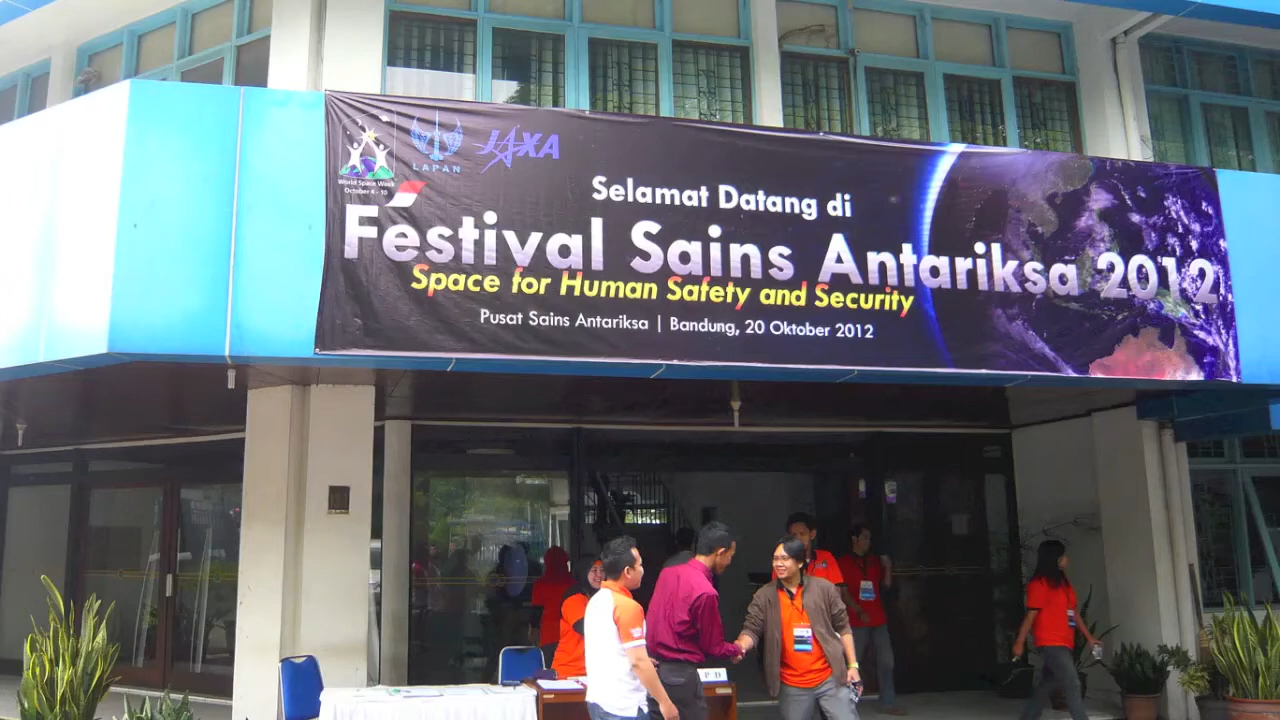 World Space Week
October 4 - 10
LAPAN
JAXA
Selamat Datang di
Festival Sains Antariksa 2012
Space for Human Safety and Security
Pusat Sains Antariksa | Bandung, 20 Oktober 2012